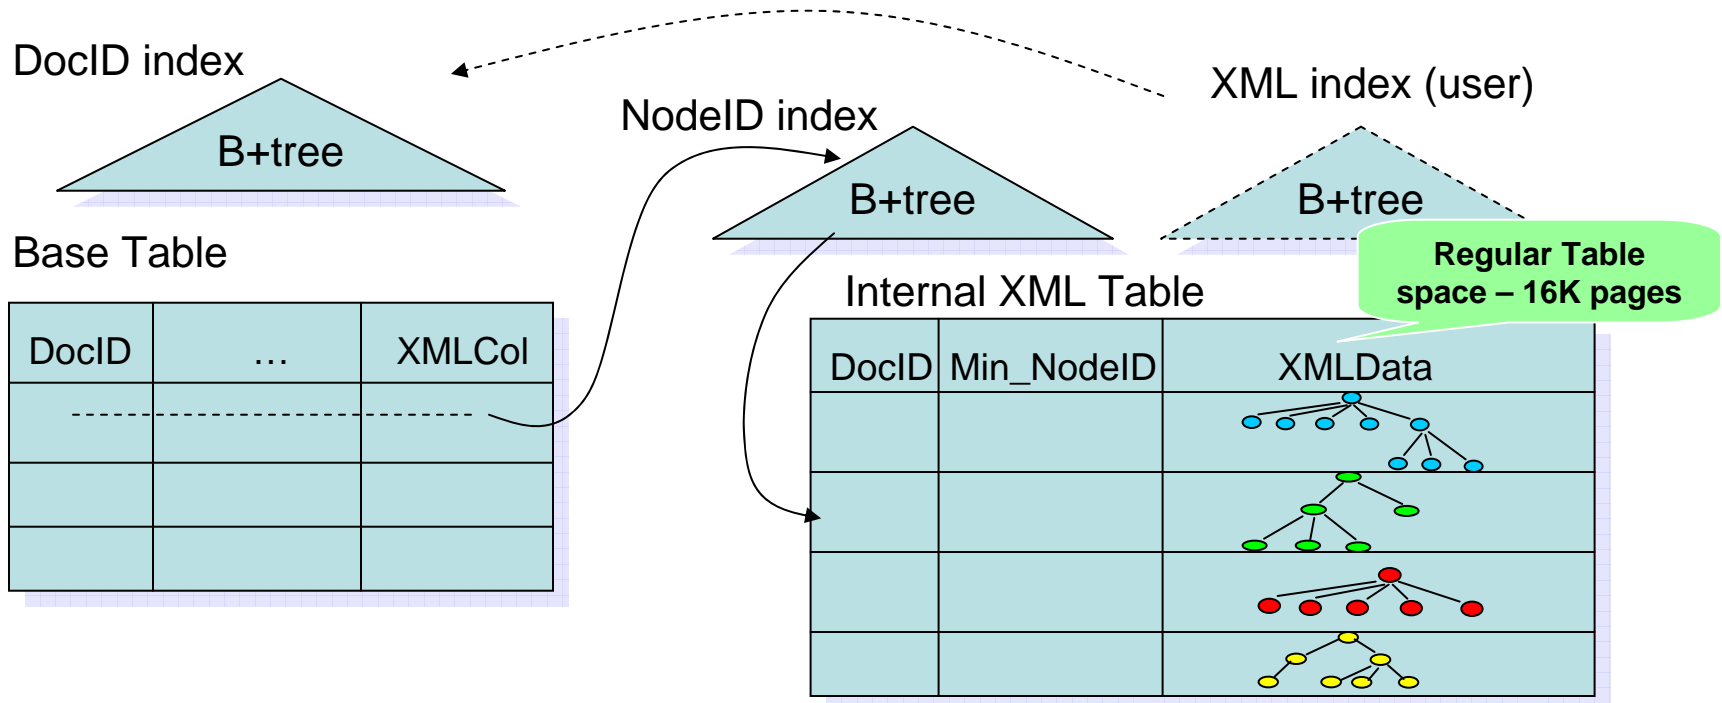 DocID index
B+tree
NodeID index
B+tree
XML index (user)
B+tree
Regular Table
space – 16K pages
Base Table
DocID … XMLCol
Internal XML Table
DocID Min_NodeID XMLData